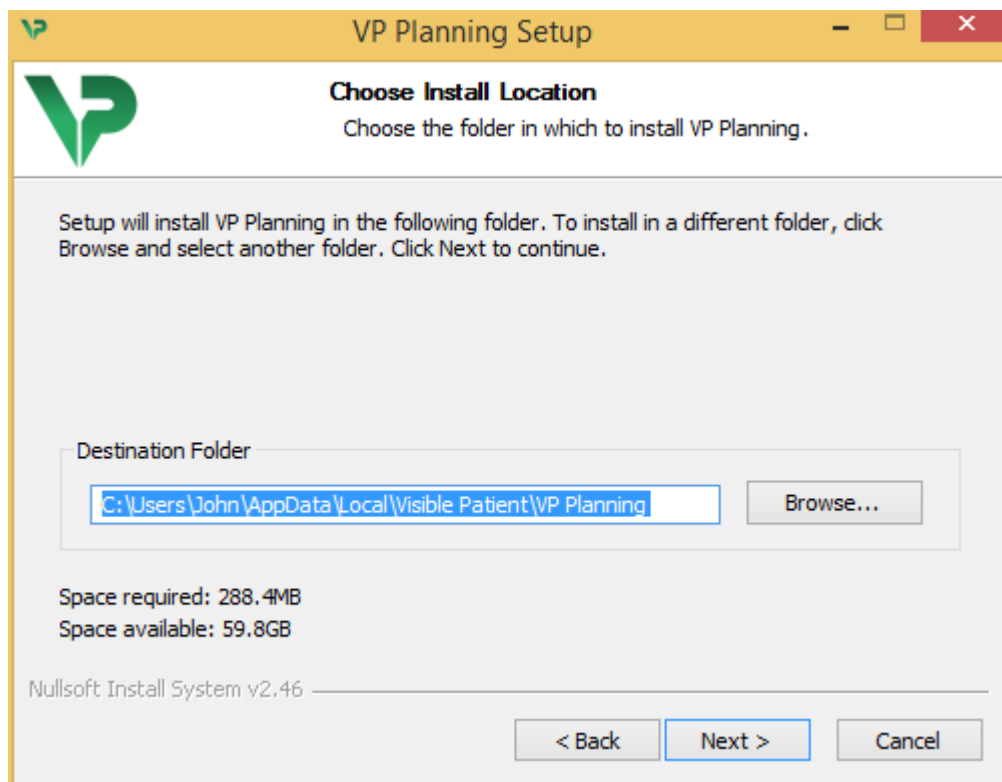 VP Planning Setup
VP
Choose Install Location
Choose the folder in which to install VP Planning.
Setup will install VP Planning in the following folder. To install in a different folder, click
Browse and select another folder. Click Next to continue.
Destination Folder
C:\Users\John\AppData\Local\Visible Patient\VP Planning
Browse...
Space required: 288.4MB
Space available: 59.8GB
Nullsoft Install System v2.46
< Back
Next >
Cancel